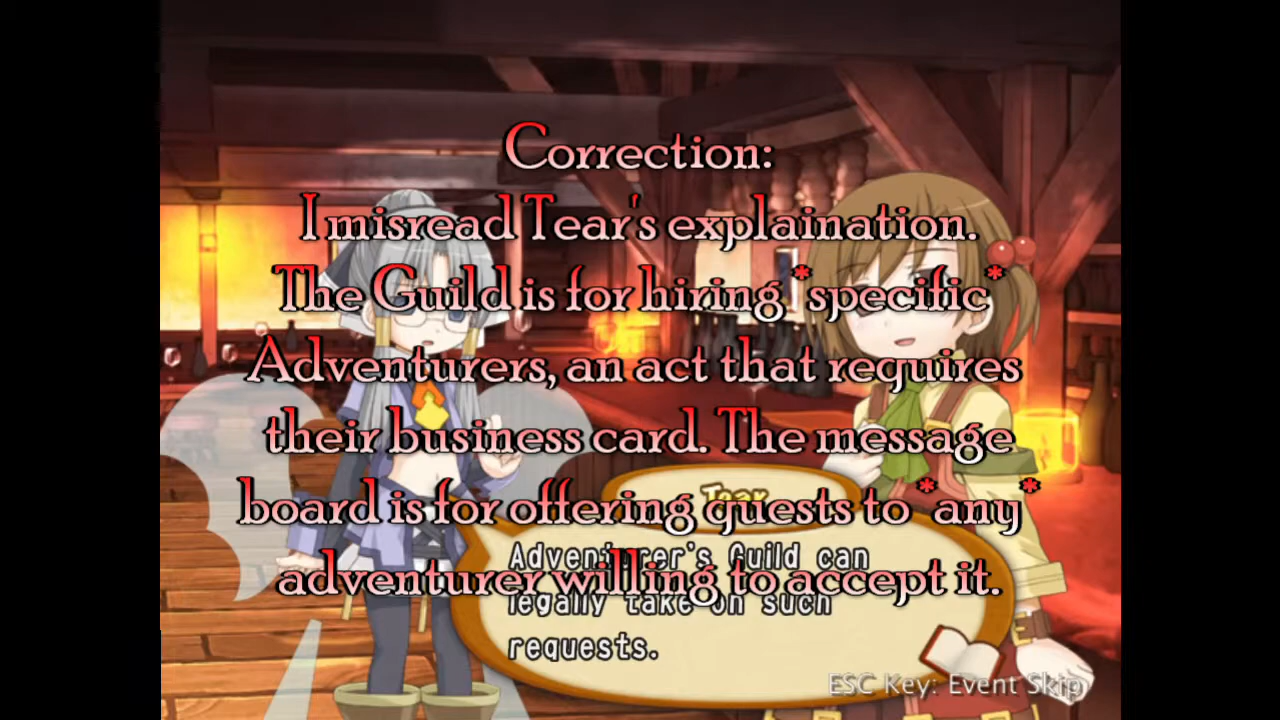 Correction:
I misread Tear's explaination.
The Guild is for hiring *specific*
Adventurers, an act that requires
their business card. The message
board is for offering quests to *any*
adventurer willing to accept it.
Tear
Adventurer's Guild can
legally take on such
requests.
ESC Key: Event Skip